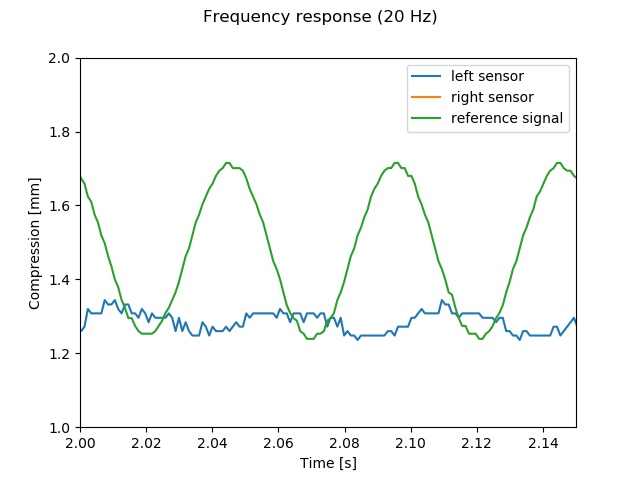 Frequency response (20 Hz)
left sensor
right sensor
reference signal
2.0
1.8
1.6
1.4
1.2
1.0
Compression [mm]
2.00 2.02 2.04 2.06 2.08 2.10 2.12 2.14
Time [s]